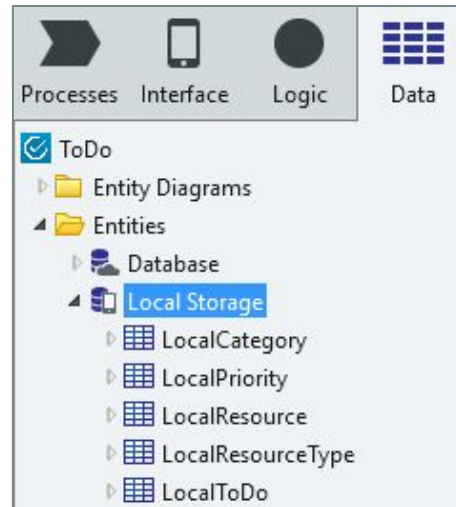 Processes Interface Logic Data
ToDo
Entity Diagrams
Entities
Database
Local Storage
LocalCategory
LocalPriority
LocalResource
LocalResourceType
LocalToDo